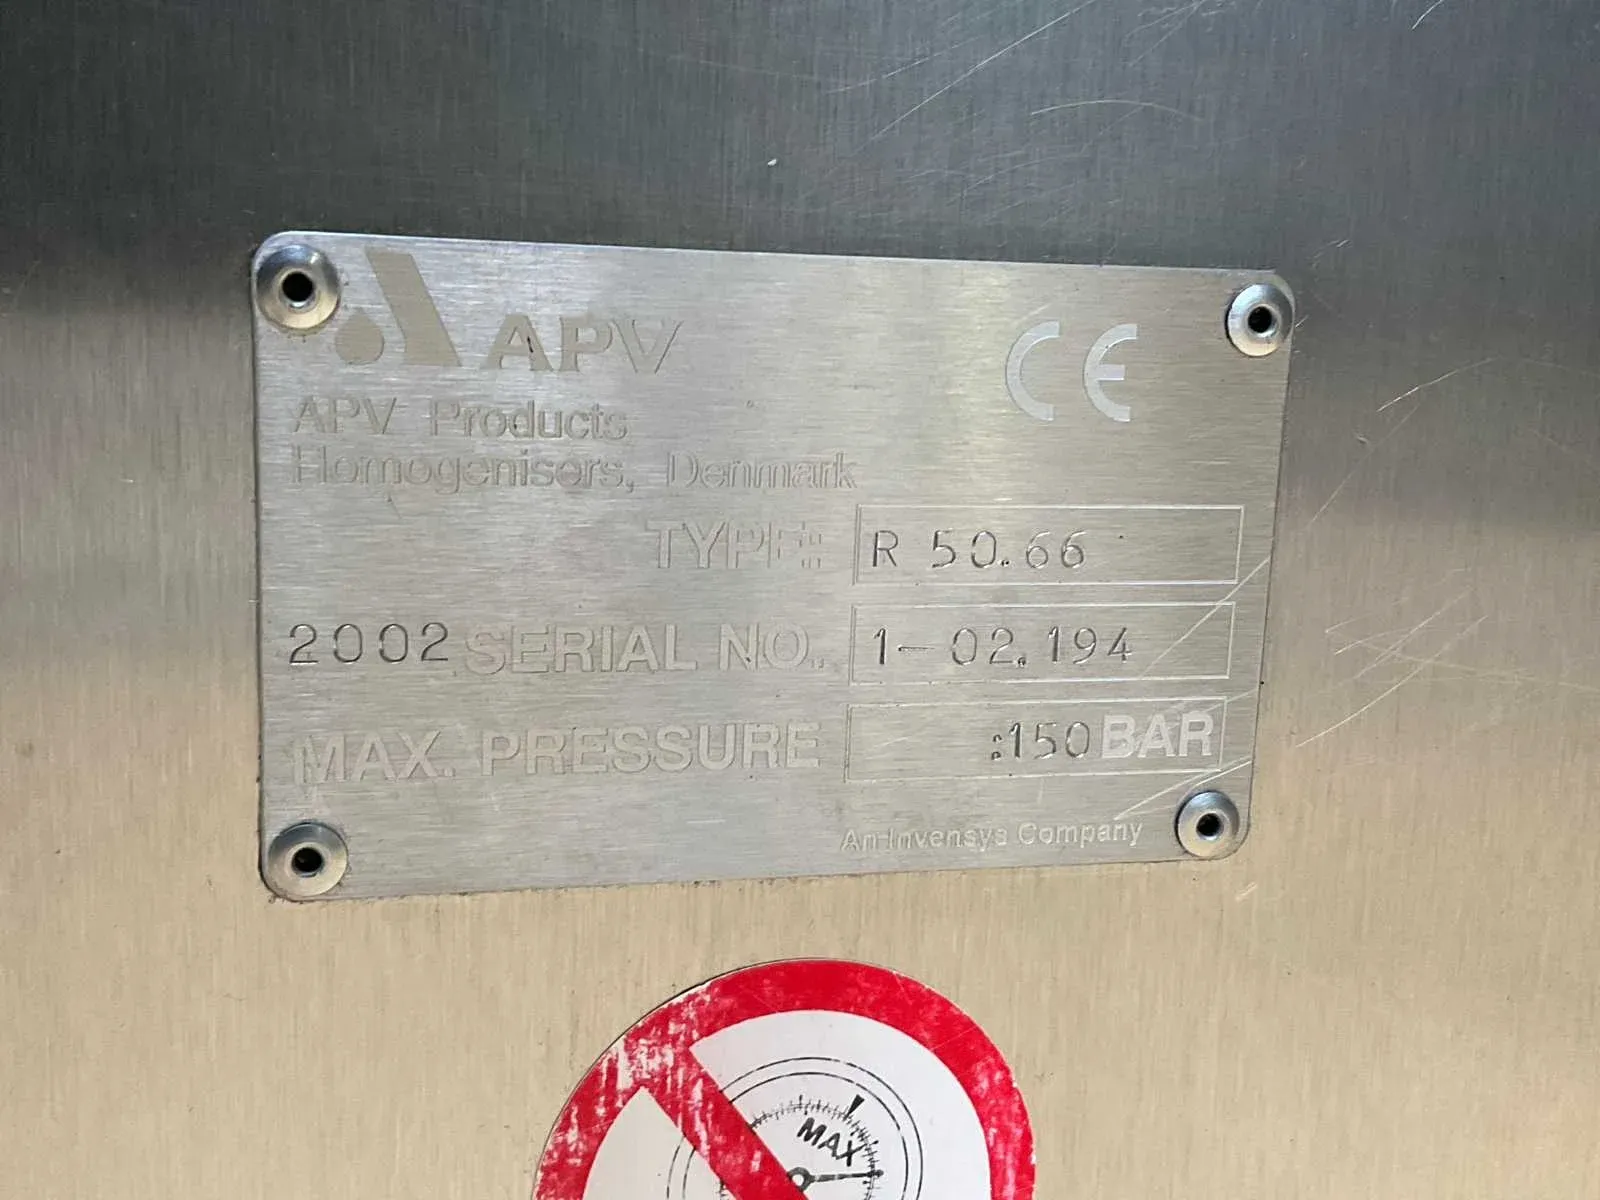 APV
CE
APV Products
Homogenisers, Denmark
TYPE: R 50.66
2002 SERIAL NO. 1-02.194
MAX. PRESSURE :150 BAR
An Invensys Company
MAX